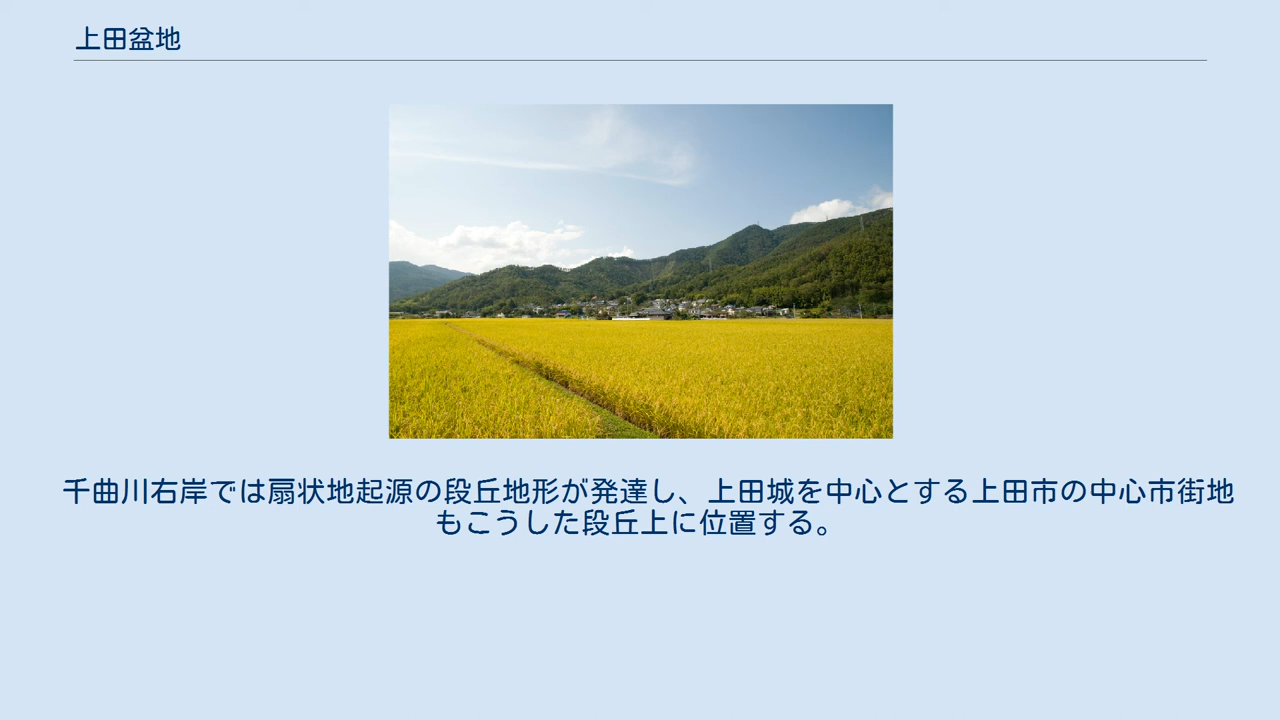 上田盆地
千曲川右岸では扇状地起源の段丘地形が発達し、上田城を中心とする上田市の中心市街地
もこうした段丘上に位置する。